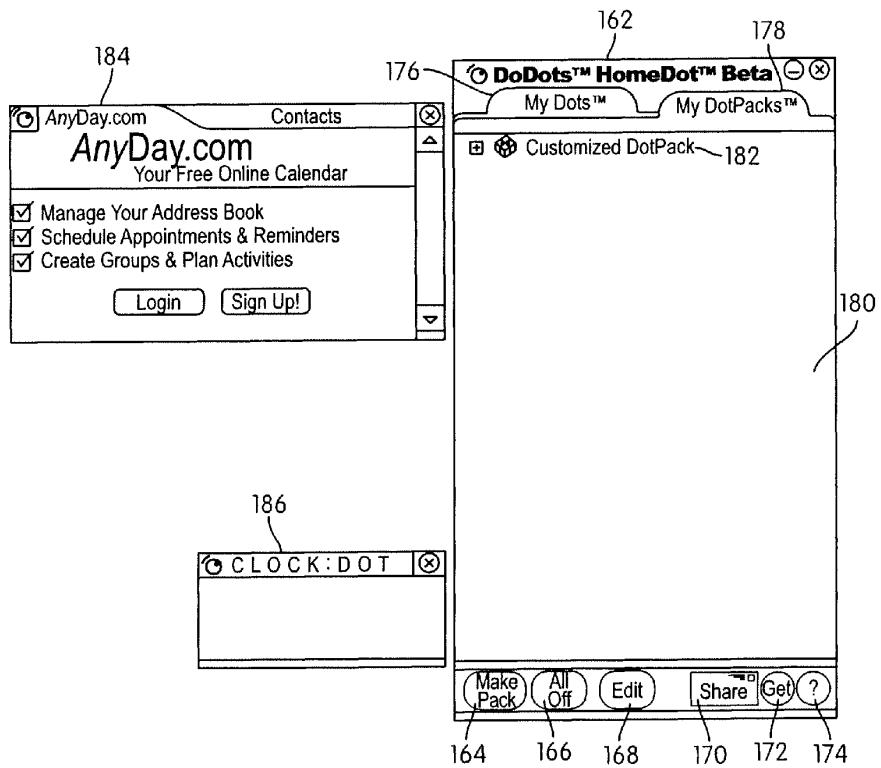 184
AnyDay.com Contacts
AnyDay.com
Your Free Online Calendar
Manage Your Address Book
Schedule Appointments & Reminders
Create Groups & Plan Activities
Login Sign Up!
186
CLOCK:DOT
162
176
178
DoDots™ HomeDot™ Beta
My Dots™ My DotPacks™
Customized DotPack 182
180
Make Pack All Off Edit Share Get ?
164 166 168 170 172 174